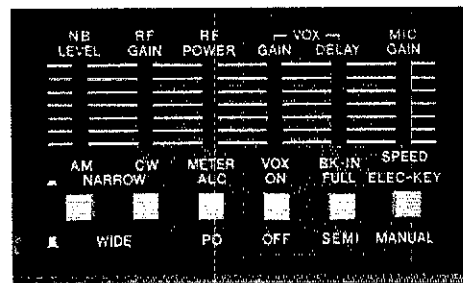 NB RF RF VOX MIC
LEVEL GAIN POWER GAIN DELAY GAIN
AM CW METER VOX BK-IN SPEED
NARROW ALC ON FULL ELEC-KEY
WIDE PO OFF SEMI MANUAL